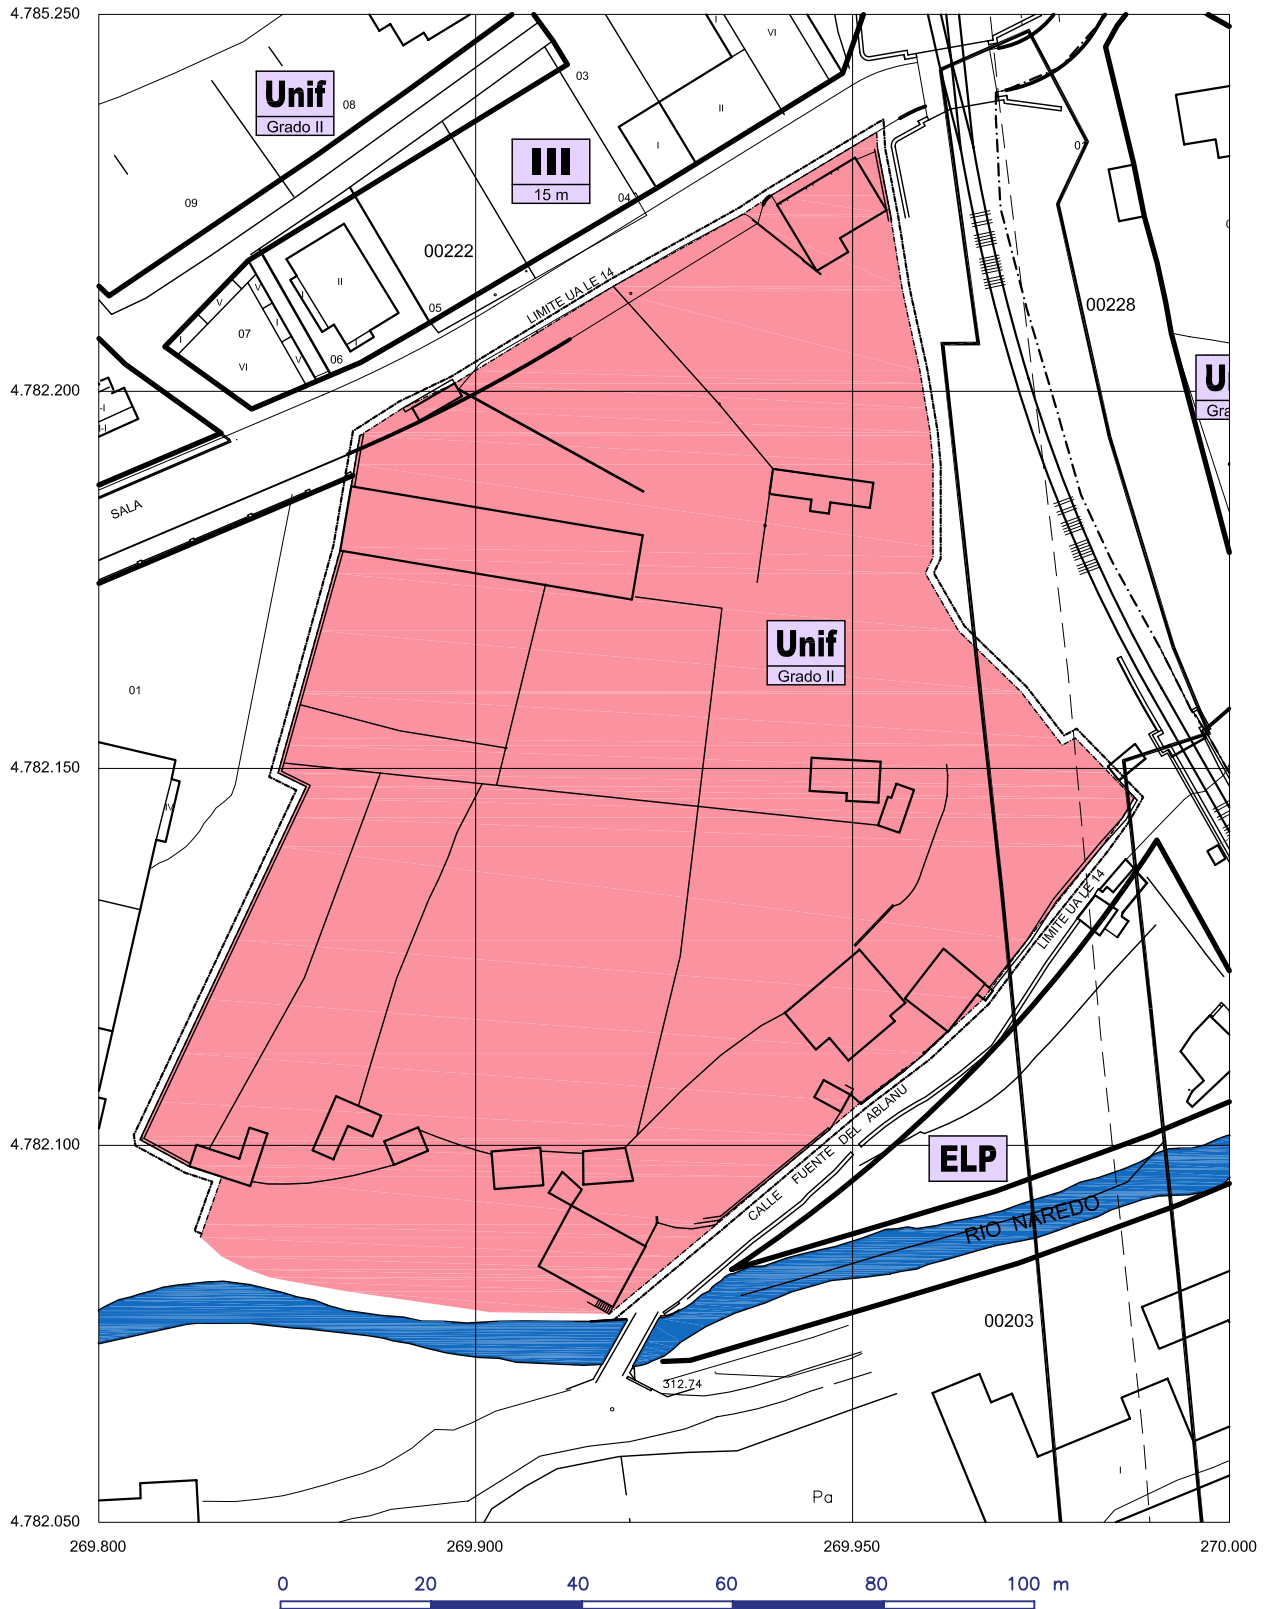 4.785.250
VI
03
Unif
Grado II
08
II
I
III
15 m
01
04
09
00222
II
LIMITE UA LE 14
00228
V
V
I
05
07
I
I
06
VI
V
I
4.782.200
-I
-I
U
Gra
SALA
Unif
Grado II
01
4.782.150
IV
LIMITE UA LE 14
4.782.100
CALLE FUENTE DEL ABLANU
ELP
RIO NAREDO
00203
312.74
Pa
I
4.782.050
269.800
269.900
269.950
270.000
0
20
40
60
80
100 m